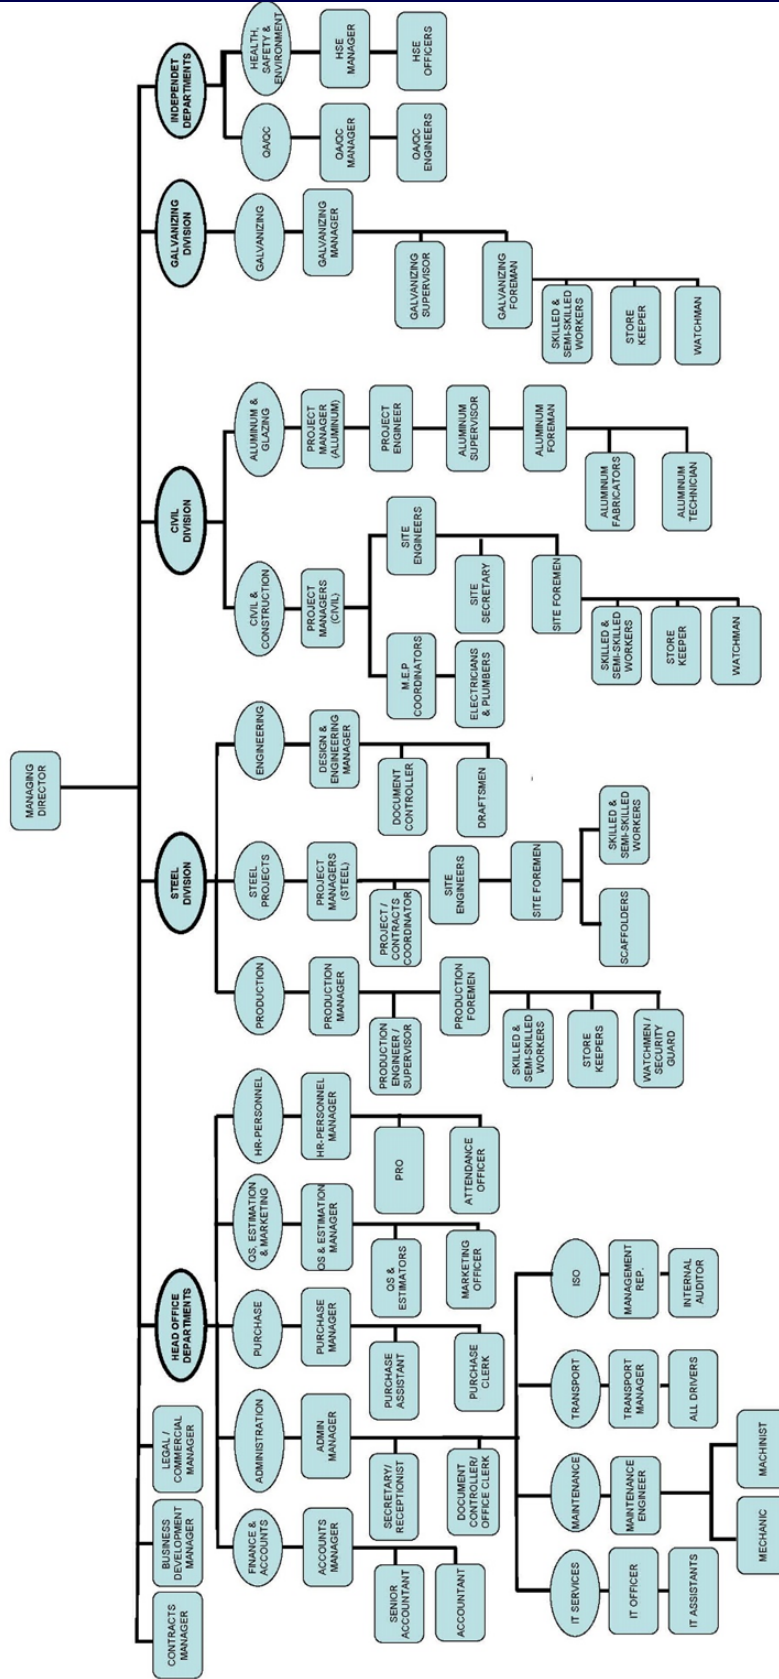 MANAGING
DIRECTOR
CONTRACTS
MANAGER
BUSINESS
DEVELOPMENT
MANAGER
LEGAL /
COMMERCIAL
MANAGER
HEAD OFFICE
DEPARTMENTS
STEEL
DIVISION
CIVIL
DIVISION
GALVANIZING
DIVISION
INDEPENDET
DEPARTMENTS
FINANCE &
ACCOUNTS
ACCOUNTS
MANAGER
SENIOR
ACCOUNTANT
ACCOUNTANT
ADMINISTRATION
ADMIN
MANAGER
SECRETARY/
RECEPTIONIST
DOCUMENT
CONTROLLER/
OFFICE CLERK
IT SERVICES
IT OFFICER
IT ASSISTANTS
MAINTENANCE
MAINTENANCE
ENGINEER
MECHANIC
MACHINIST
TRANSPORT
TRANSPORT
MANAGER
ALL DRIVERS
ISO
MANAGEMENT
REP.
INTERNAL
AUDITOR
PURCHASE
PURCHASE
MANAGER
PURCHASE
ASSISTANT
PURCHASE
CLERK
QS, ESTIMATION
& MARKETING
QS & ESTIMATION
MANAGER
QS &
ESTIMATORS
MARKETING
OFFICER
HR-PERSONNEL
HR-PERSONNEL
MANAGER
PRO
ATTENDANCE
OFFICER
PRODUCTION
PRODUCTION
MANAGER
PRODUCTION
ENGINEER /
SUPERVISOR
PRODUCTION
FOREMEN
SKILLED &
SEMI-SKILLED
WORKERS
STORE
KEEPERS
WATCHMEN /
SECURITY
GUARD
STEEL
PROJECTS
PROJECT
MANAGERS
(STEEL)
PROJECT /
CONTRACTS
COORDINATOR
SITE
ENGINEERS
SITE FOREMEN
SCAFFOLDERS
SKILLED &
SEMI-SKILLED
WORKERS
ENGINEERING
DESIGN &
ENGINEERING
MANAGER
DOCUMENT
CONTROLLER
DRAFTSMEN
CIVIL &
CONSTRUCTION
PROJECT
MANAGERS
(CIVIL)
M.E.P
COORDINATORS
ELECTRICIANS
& PLUMBERS
SITE
ENGINEERS
SITE
SECRETARY
SITE FOREMEN
SKILLED &
SEMI-SKILLED
WORKERS
STORE
KEEPER
WATCHMAN
ALUMINUM &
GLAZING
PROJECT
MANAGER
(ALUMINUM)
PROJECT
ENGINEER
ALUMINUM
SUPERVISOR
ALUMINUM
FOREMAN
ALUMINUM
FABRICATORS
ALUMINUM
TECHNICIAN
GALVANIZING
GALVANIZING
MANAGER
GALVANIZING
SUPERVISOR
GALVANIZING
FOREMAN
SKILLED &
SEMI-SKILLED
WORKERS
STORE
KEEPER
WATCHMAN
QA/QC
QA/QC
MANAGER
QA/QC
ENGINEERS
HEALTH,
SAFETY &
ENVIRONMENT
HSE
MANAGER
HSE
OFFICERS